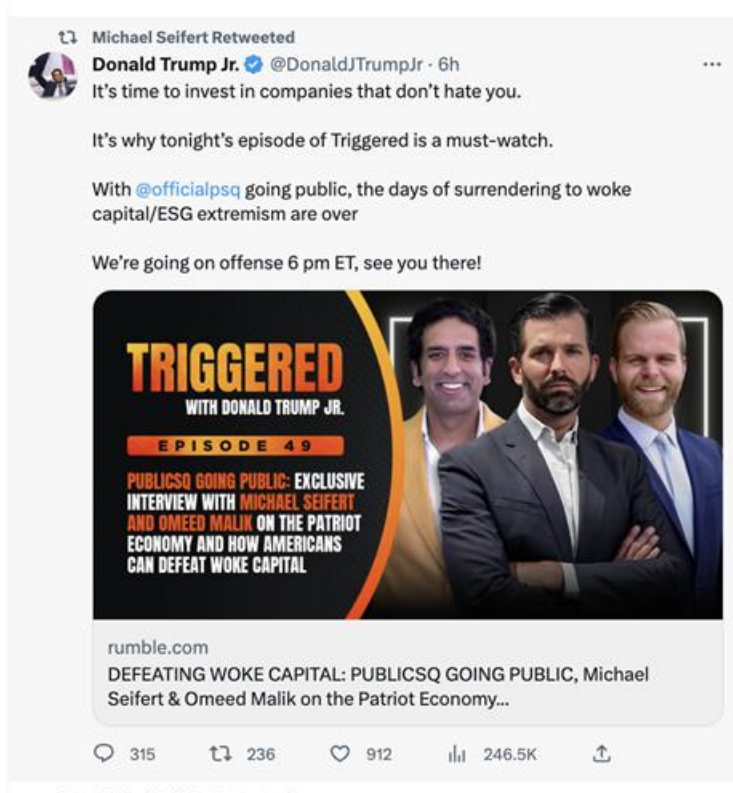 Michael Seifert Retweeted
Donald Trump Jr. @DonaldJTrumpJr · 6h
It's time to invest in companies that don't hate you.
It's why tonight's episode of Triggered is a must-watch.
With @officialpsq going public, the days of surrendering to woke
capital/ESG extremism are over
We're going on offense 6 pm ET, see you there!
TRIGGERED
WITH DONALD TRUMP JR.
EPISODE 49
PUBLICSQ GOING PUBLIC: EXCLUSIVE
INTERVIEW WITH MICHAEL SEIFERT
AND OMEED MALIK ON THE PATRIOT
ECONOMY AND HOW AMERICANS
CAN DEFEAT WOKE CAPITAL
rumble.com
DEFEATING WOKE CAPITAL: PUBLICSQ GOING PUBLIC, Michael
Seifert & Omeed Malik on the Patriot Economy...
315 236 912 246.5K